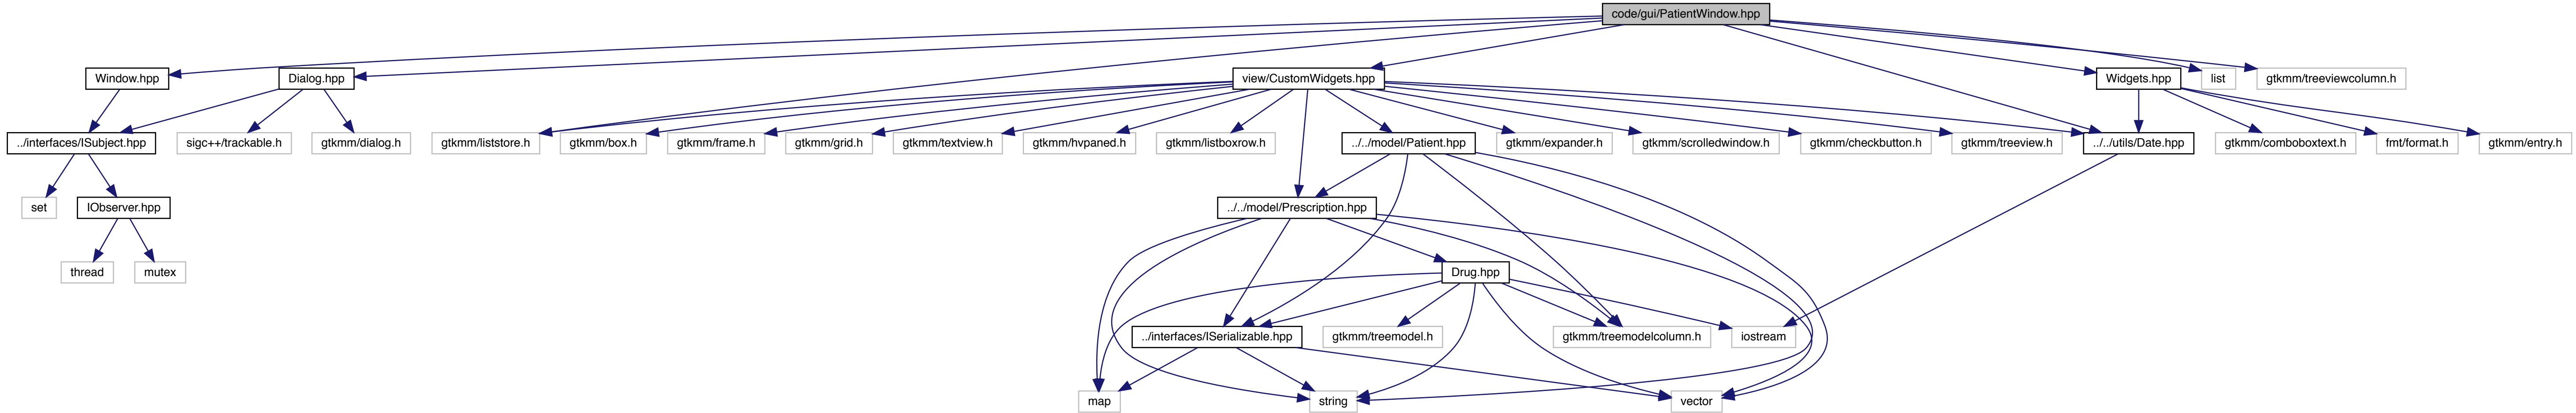 code/gui/PatientWindow.hpp
Window.hpp
Dialog.hpp
view/CustomWidgets.hpp
Widgets.hpp
list
gtkmm/treeviewcolumn.h
../interfaces/ISubject.hpp
sigc++/trackable.h
gtkmm/dialog.h
gtkmm/liststore.h
gtkmm/box.h
gtkmm/frame.h
gtkmm/grid.h
gtkmm/textview.h
gtkmm/hvpaned.h
gtkmm/listboxrow.h
../../model/Patient.hpp
gtkmm/expander.h
gtkmm/scrolledwindow.h
gtkmm/checkbutton.h
gtkmm/treeview.h
../../utils/Date.hpp
gtkmm/comboboxtext.h
fmt/format.h
gtkmm/entry.h
set
IObserver.hpp
../../model/Prescription.hpp
thread
mutex
Drug.hpp
../interfaces/ISerializable.hpp
gtkmm/treemodel.h
gtkmm/treemodelcolumn.h
iostream
map
string
vector